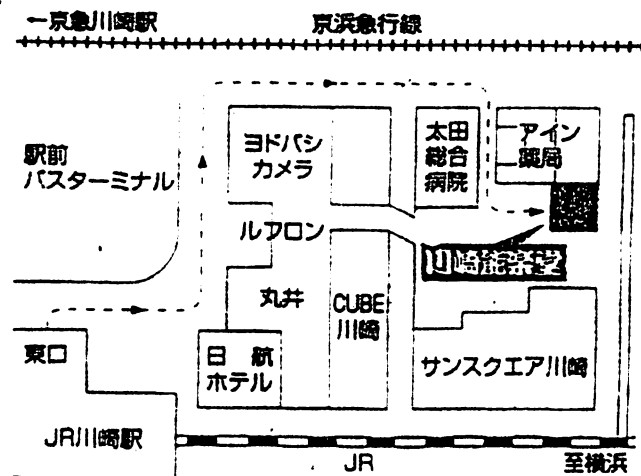 ←京急川崎駅
京浜急行線
駅前
バスターミナル
ヨドバシ
カメラ
太田
総合
病院
アイン
薬局
ルフロン
川崎能楽堂
丸井
CUBE
川崎
東口
日航
ホテル
サンスクエア川崎
JR川崎駅
JR
至横浜